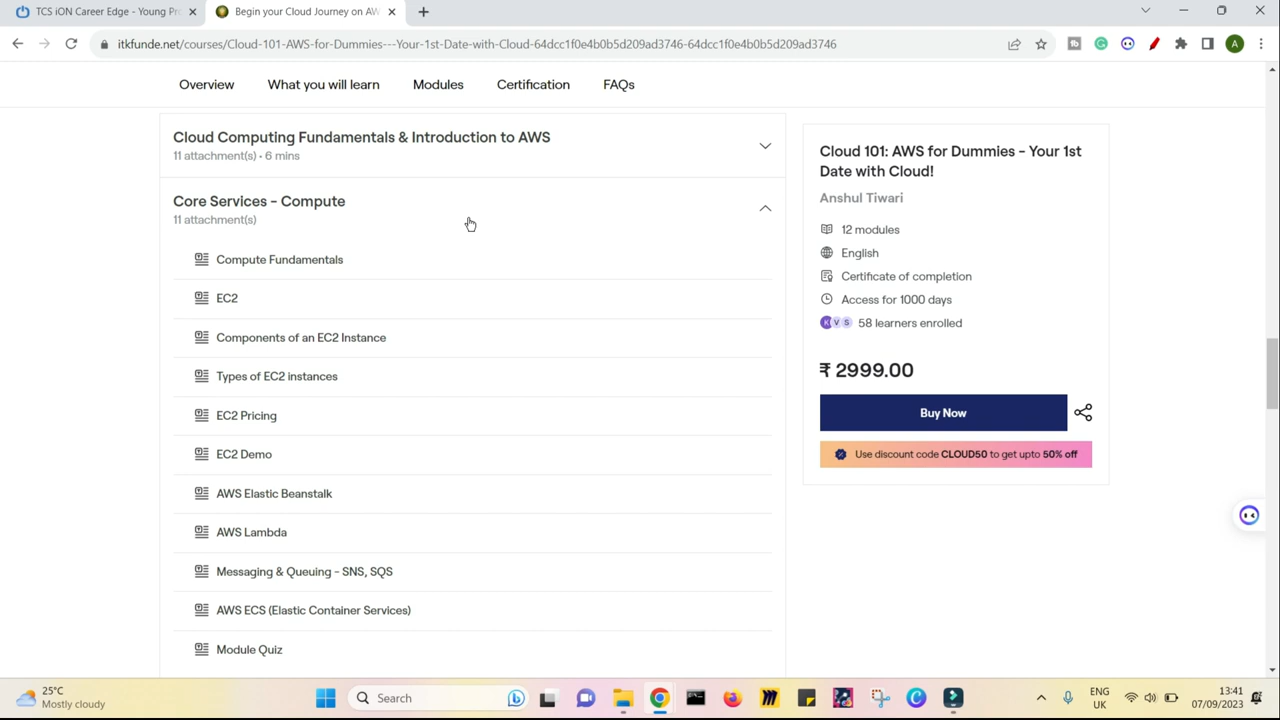 TCS iON Career Edge - Young Pr
Begin your Cloud Journey on AW
itkfunde.net/courses/Cloud-101-AWS-for-Dummies---Your-1st-Date-with-Cloud-64dcc1f0e4b0b5d209ad3746-64dcc1f0e4b0b5d209ad3746
A
Overview What you will learn Modules Certification FAQs
Cloud Computing Fundamentals & Introduction to AWS
11 attachment(s) • 6 mins
Core Services - Compute
11 attachment(s)
Compute Fundamentals
EC2
Components of an EC2 Instance
Types of EC2 instances
EC2 Pricing
EC2 Demo
AWS Elastic Beanstalk
AWS Lambda
Messaging & Queuing - SNS, SQS
AWS ECS (Elastic Container Services)
Module Quiz
Cloud 101: AWS for Dummies - Your 1st
Date with Cloud!
Anshul Tiwari
12 modules
English
Certificate of completion
Access for 1000 days
K V S 58 learners enrolled
₹ 2999.00
Buy Now
Use discount code CLOUD50 to get upto 50% off
25°C
Mostly cloudy
Search
ENG
UK
13:41
07/09/2023